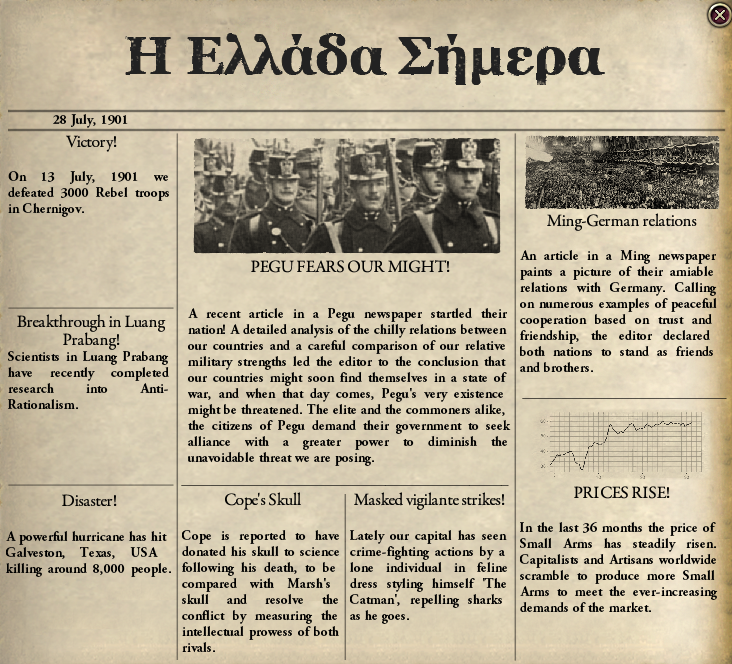 Η Ελλάδα Σήμερα
28 July, 1901
Victory!
On 13 July, 1901 we
defeated 3000 Rebel troops
in Chernigov.
Breakthrough in Luang
Prabang!
Scientists in Luang Prabang
have recently completed
research into Anti-
Rationalism.
Disaster!
A powerful hurricane has hit
Galveston, Texas, USA
killing around 8,000 people.
PEGU FEARS OUR MIGHT!
A recent article in a Pegu newspaper startled their
nation! A detailed analysis of the chilly relations between
our countries and a careful comparison of our relative
military strengths led the editor to the conclusion that
our countries might soon find themselves in a state of
war, and when that day comes, Pegu's very existence
might be threatened. The elite and the commoners alike,
the citizens of Pegu demand their government to seek
alliance with a greater power to diminish the
unavoidable threat we are posing.
Cope's Skull
Cope is reported to have
donated his skull to science
following his death, to be
compared with Marsh's
skull and resolve the
conflict by measuring the
intellectual prowess of both
rivals.
Masked vigilante strikes!
Lately our capital has seen
crime-fighting actions by a
lone individual in feline
dress styling himself 'The
Catman', repelling sharks
as he goes.
Ming-German relations
An article in a Ming newspaper
paints a picture of their amiable
relations with Germany. Calling
on numerous examples of peaceful
cooperation based on trust and
friendship, the editor declared
both nations to stand as friends
and brothers.
PRICES RISE!
In the last 36 months the price of
Small Arms has steadily risen.
Capitalists and Artisans worldwide
scramble to produce more Small
Arms to meet the ever-increasing
demands of the market.